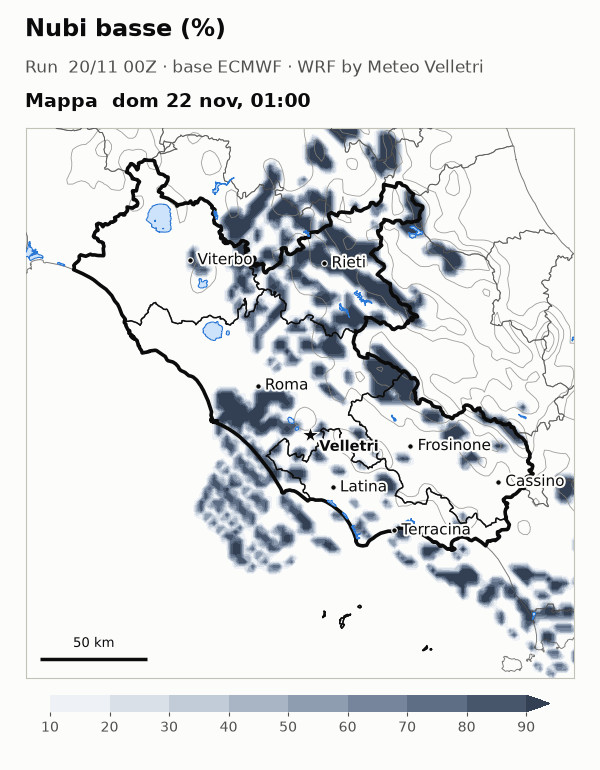 Nubi basse (%)
Run  20/11 00Z · base ECMWF · WRF by Meteo Velletri
Mappa  dom 22 nov, 01:00
Viterbo
Rieti
Roma
Velletri
Frosinone
Latina
Cassino
Terracina
50 km
10 20 30 40 50 60 70 80 90